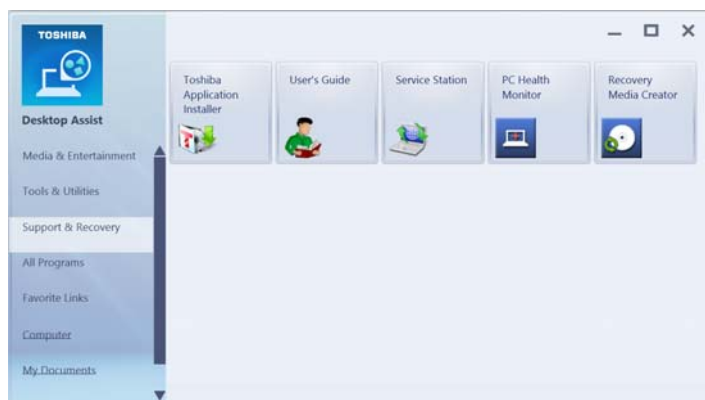 TOSHIBA
Desktop Assist
Media & Entertainment
Tools & Utilities
Support & Recovery
All Programs
Favorite Links
Computer
My Documents
Toshiba
Application
Installer
User's Guide
Service Station
PC Health
Monitor
Recovery
Media Creator